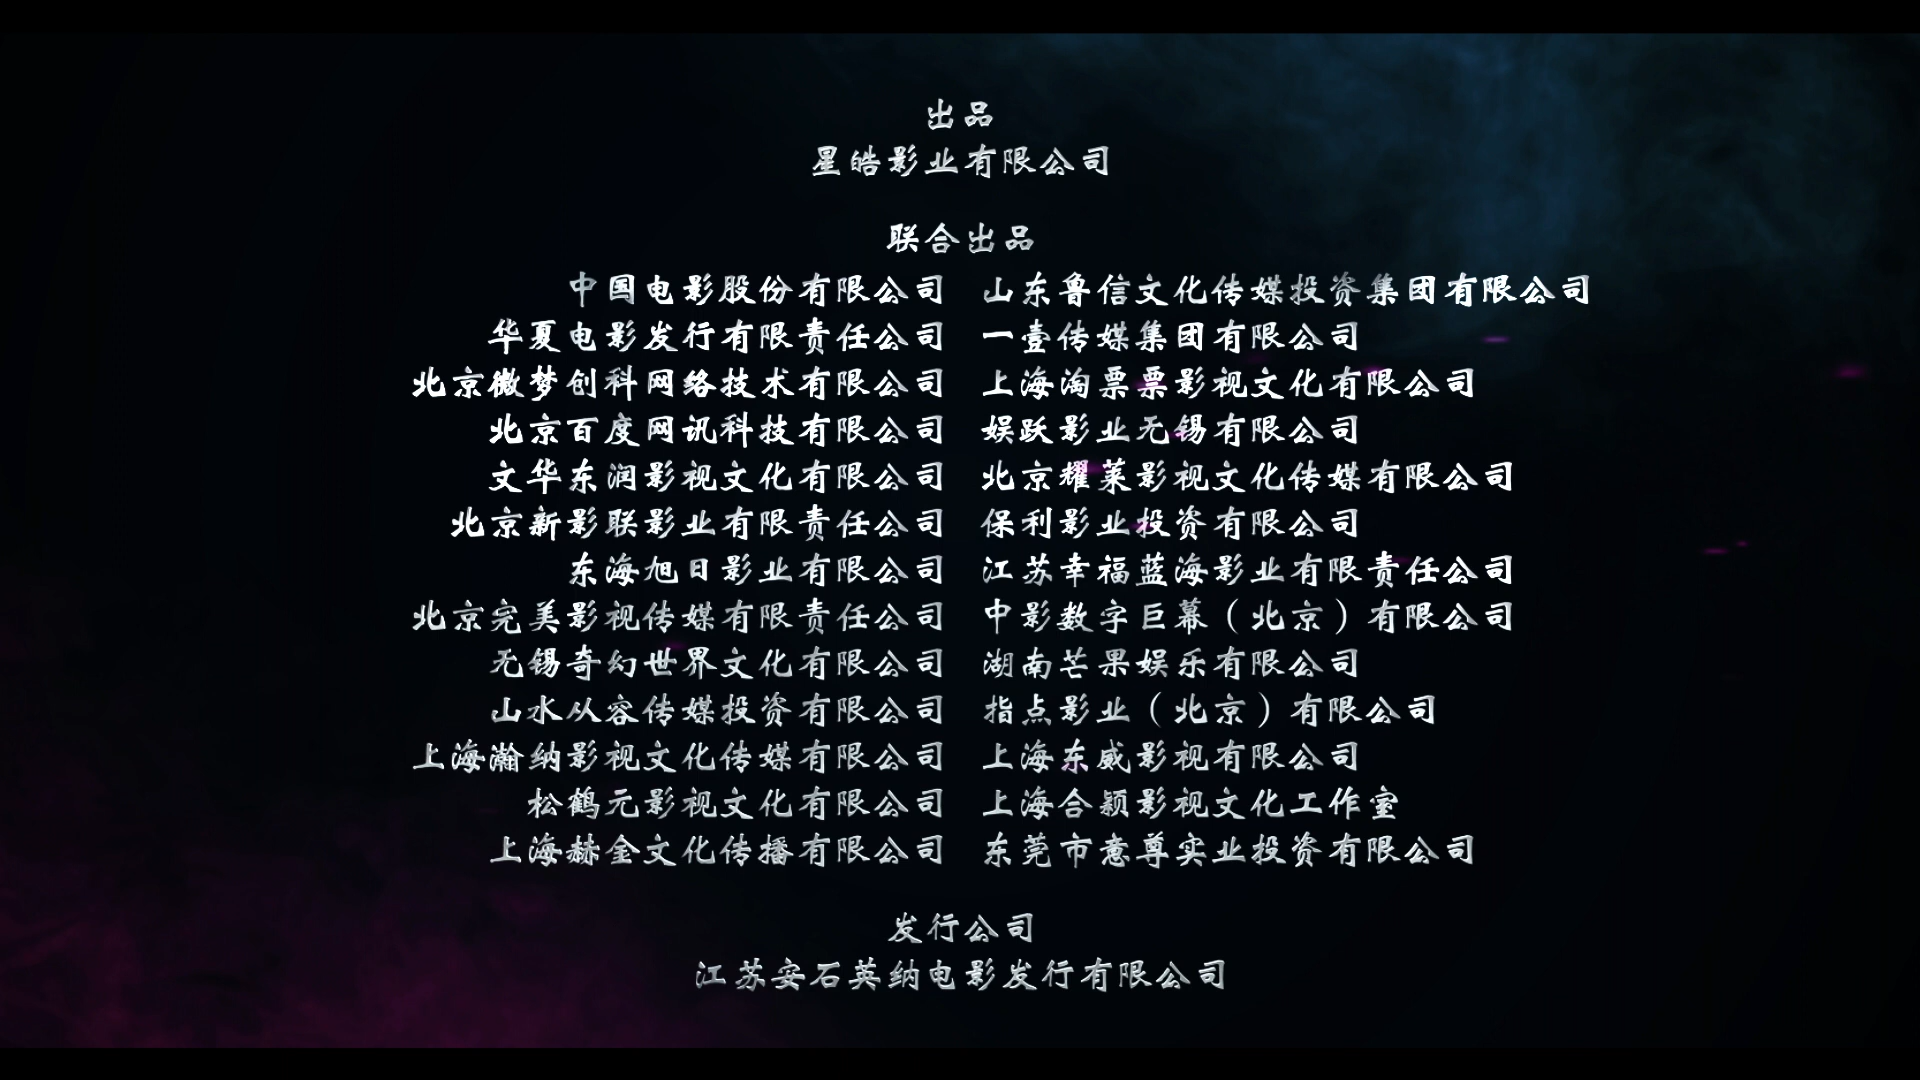 出品
星皓影业有限公司
联合出品
中国电影股份有限公司 山东鲁信文化传媒投资集团有限公司
华夏电影发行有限责任公司 一壹传媒集团有限公司
北京微梦创科网络技术有限公司 上海淘票票影视文化有限公司
北京百度网讯科技有限公司 娱跃影业无锡有限公司
文华东润影视文化有限公司 北京耀莱影视文化传媒有限公司
北京新影联影业有限责任公司 保利影业投资有限公司
东海旭日影业有限公司 江苏幸福蓝海影业有限责任公司
北京完美影视传媒有限责任公司 中影数字巨幕（北京）有限公司
无锡奇幻世界文化有限公司 湖南芒果娱乐有限公司
山水从容传媒投资有限公司 指点影业（北京）有限公司
上海瀚纳影视文化传媒有限公司 上海东威影视有限公司
松鹤元影视文化有限公司 上海合颖影视文化工作室
上海赫金文化传播有限公司 东莞市意尊实业投资有限公司
发行公司
江苏安石英纳电影发行有限公司